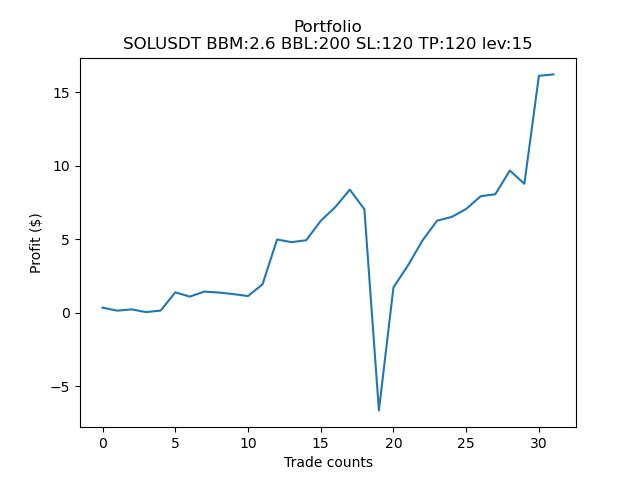 Portfolio
SOLUSDT BBM:2.6 BBL:200 SL:120 TP:120 lev:15
Profit ($)
15
10
5
0
−5
0 5 10 15 20 25 30
Trade counts